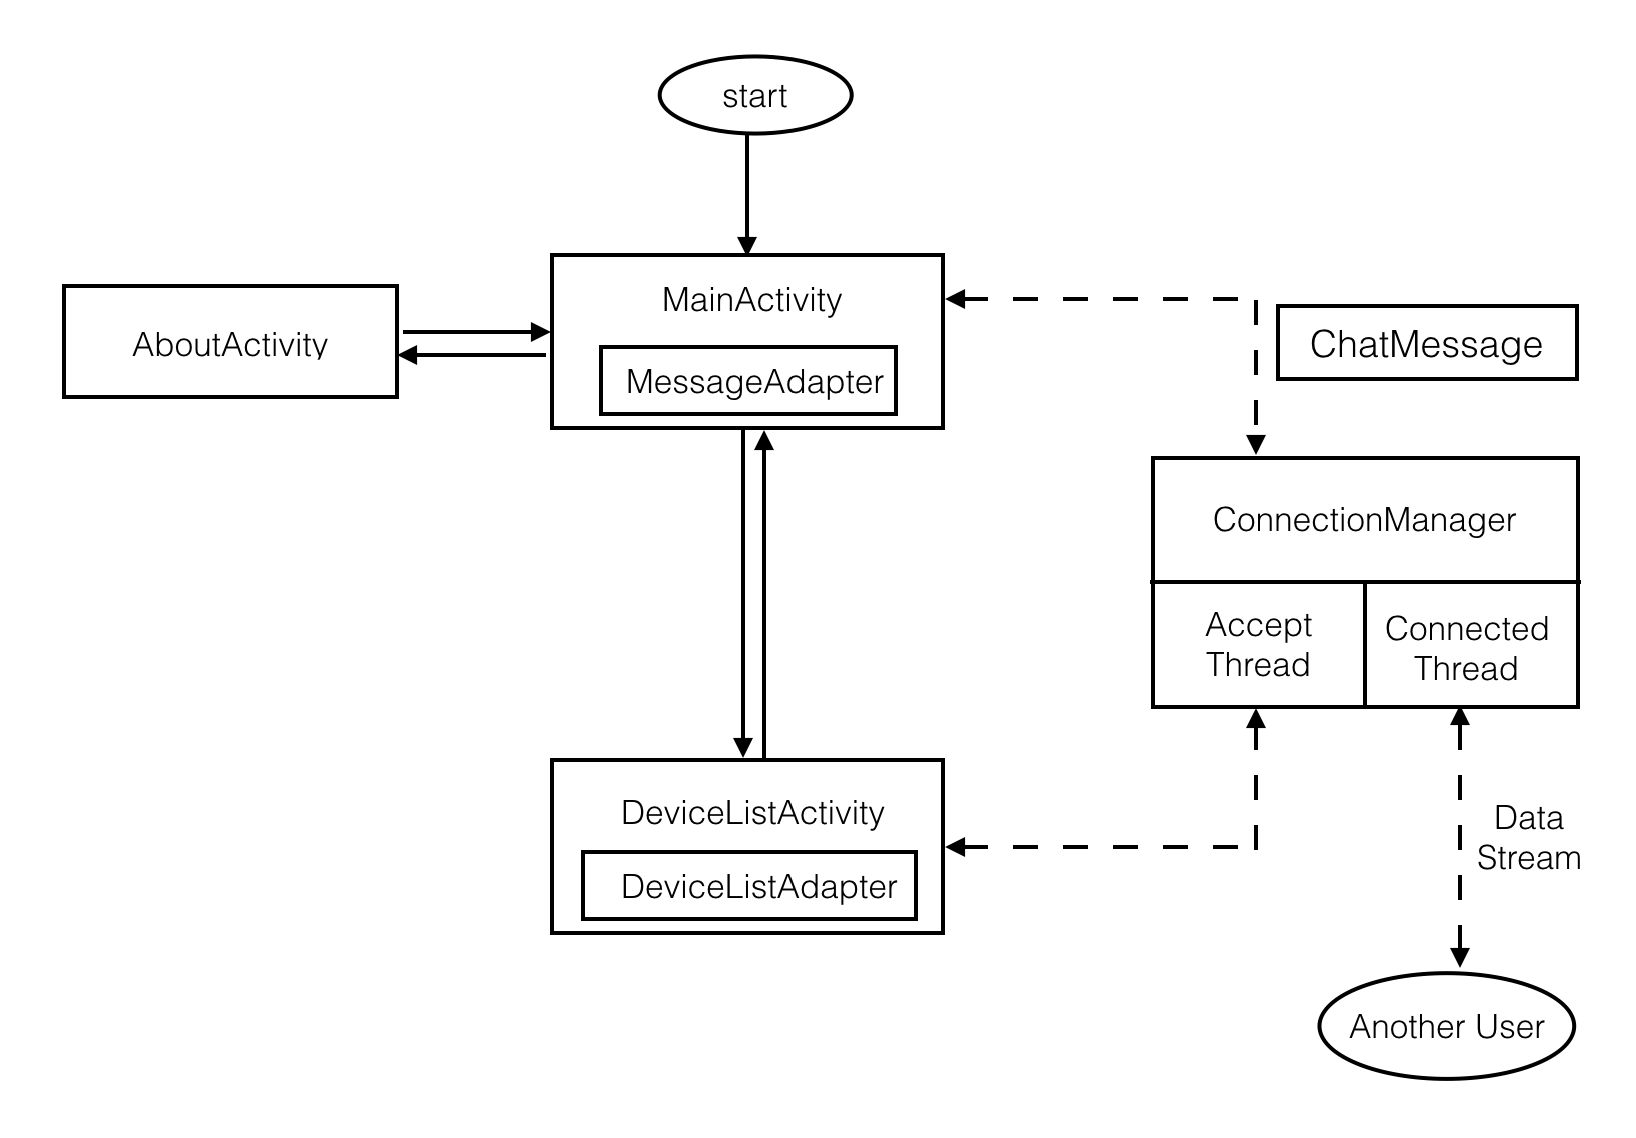 start
MainActivity
MessageAdapter
AboutActivity
ChatMessage
ConnectionManager
Accept
Thread
Connected
Thread
DeviceListActivity
DeviceListAdapter
Data
Stream
Another User